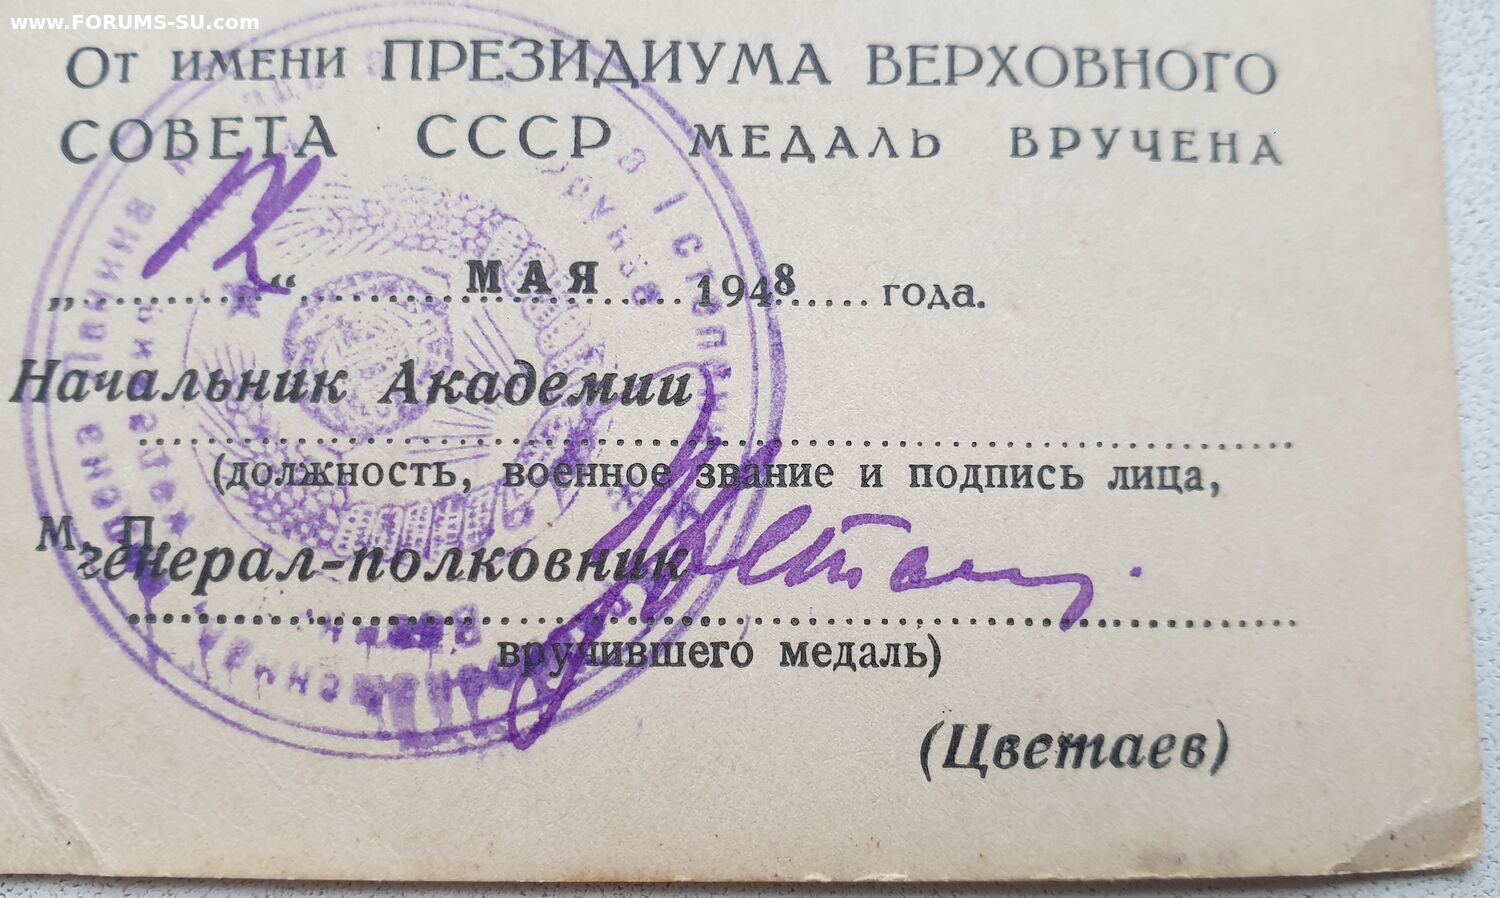 www.FORUMS-SU.com
От имени ПРЕЗИДИУМА ВЕРХОВНОГО
СОВЕТА СССР МЕДАЛЬ ВРУЧЕНА
„..........“ МАЯ 1948 года.
Начальник Академии
(должность, военное звание и подпись лица,
М. П.
генерал-полковник
вручившего медаль)
(Цветаев)